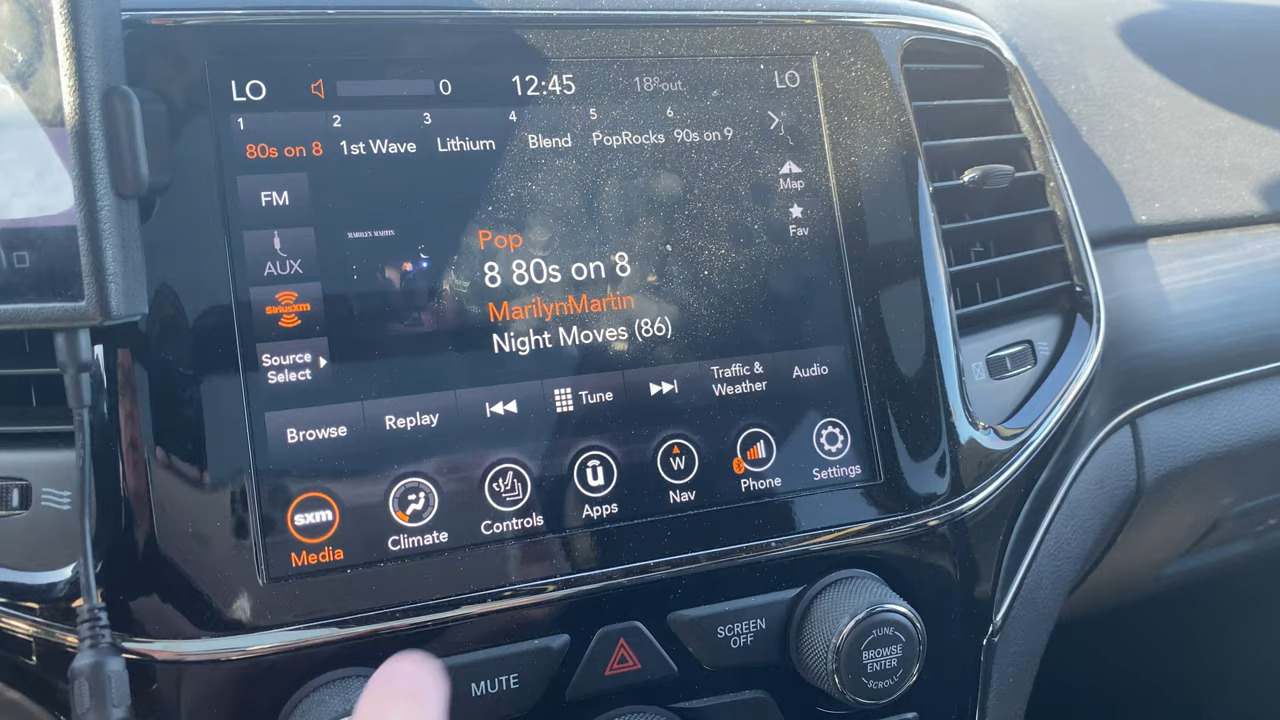 LO 0 12:45 18° out. LO
1 2 3 4 5 6
80s on 8 1st Wave Lithium Blend PopRocks 90s on 9
FM
Map
AUX
Fav
MARILYN MARTIN
Pop
8 80s on 8
SiriusXM
MarilynMartin
Night Moves (86)
Source
Select
Browse Replay Tune Traffic &
Weather Audio
sxm
Media Climate Controls Apps Nav Phone Settings
W
MUTE
SCREEN
OFF
TUNE
BROWSE
ENTER
SCROLL